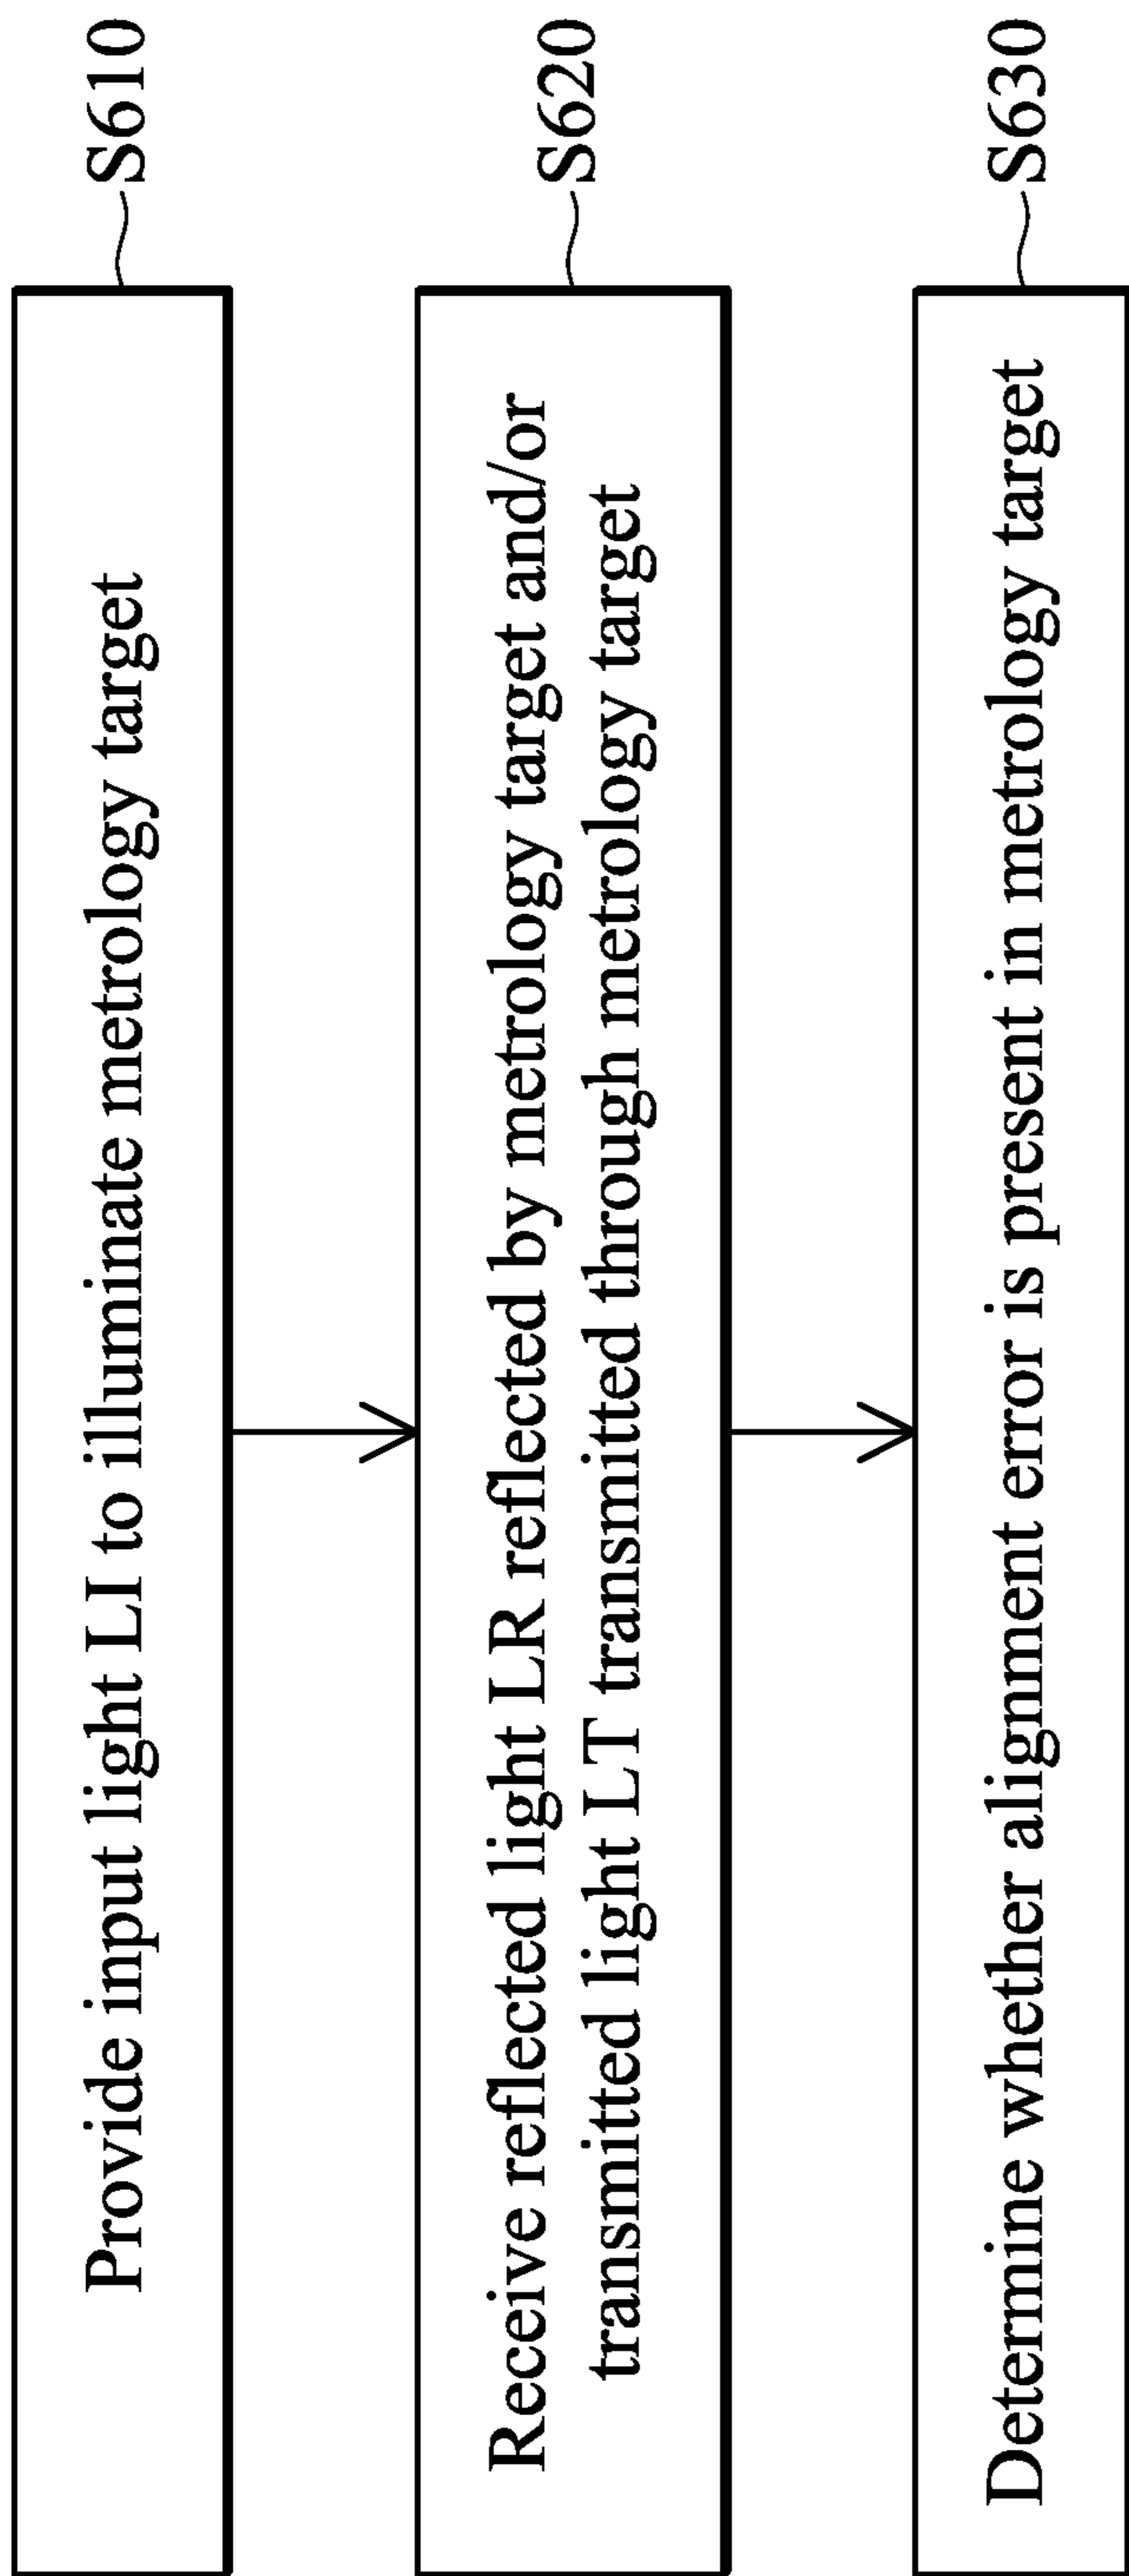 Provide input light LI to illuminate metrology target
S610
Receive reflected light LR reflected by metrology target and/or
transmitted light LT transmitted through metrology target
S620
Determine whether alignment error is present in metrology target
S630